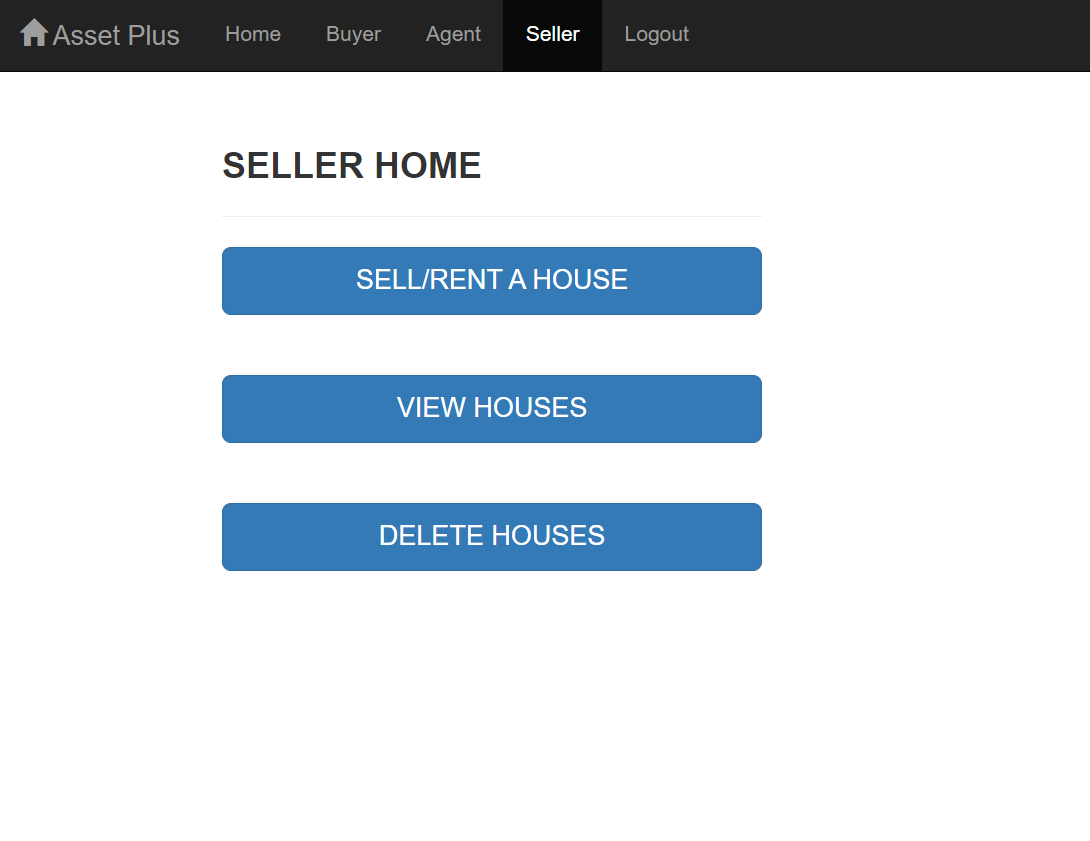 Asset Plus Home Buyer Agent Seller Logout
SELLER HOME
SELL/RENT A HOUSE
VIEW HOUSES
DELETE HOUSES